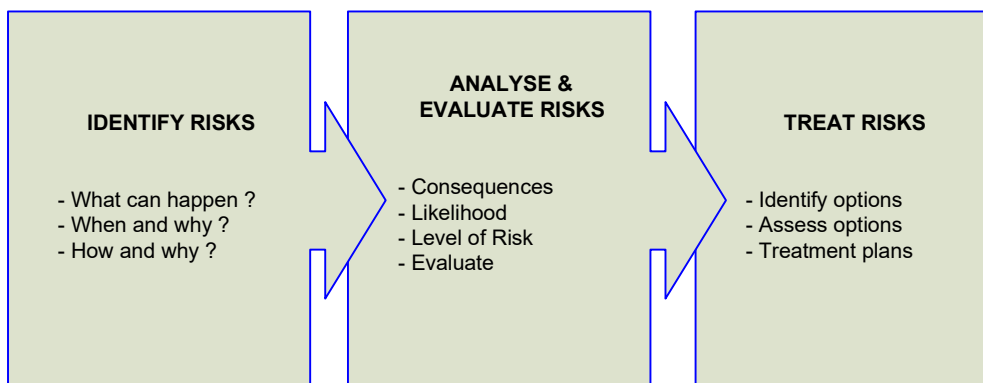 IDENTIFY RISKS
- What can happen ?
- When and why ?
- How and why ?
ANALYSE &
EVALUATE RISKS
- Consequences
- Likelihood
- Level of Risk
- Evaluate
TREAT RISKS
- Identify options
- Assess options
- Treatment plans